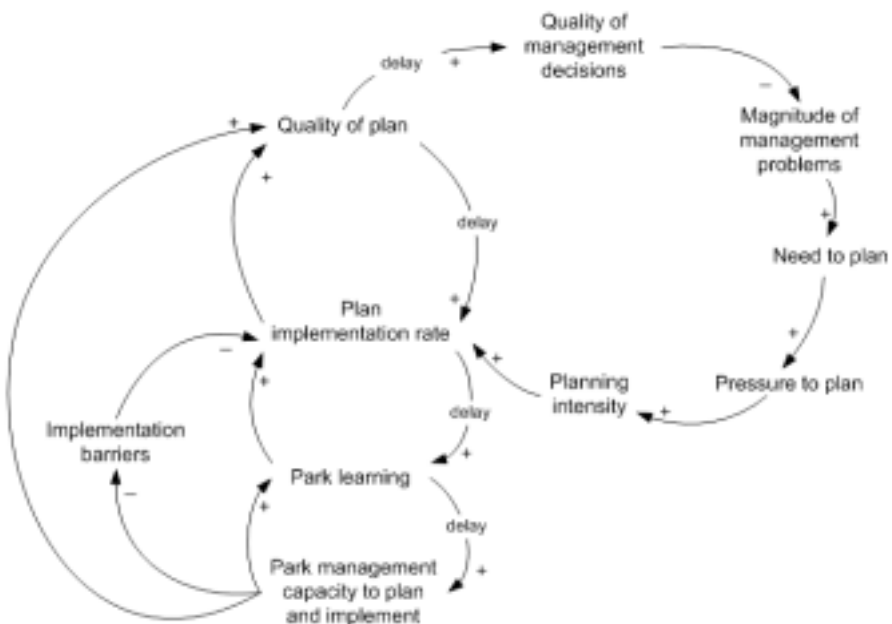 Quality of
management
decisions
delay
+
−
+
Quality of plan
Magnitude of
management
problems
+
delay
+
Need to plan
+
Plan
implementation rate
+
−
+
+
Planning
intensity
Pressure to plan
+
Implementation
barriers
delay
+
Park learning
−
+
delay
+
Park management
capacity to plan
and implement